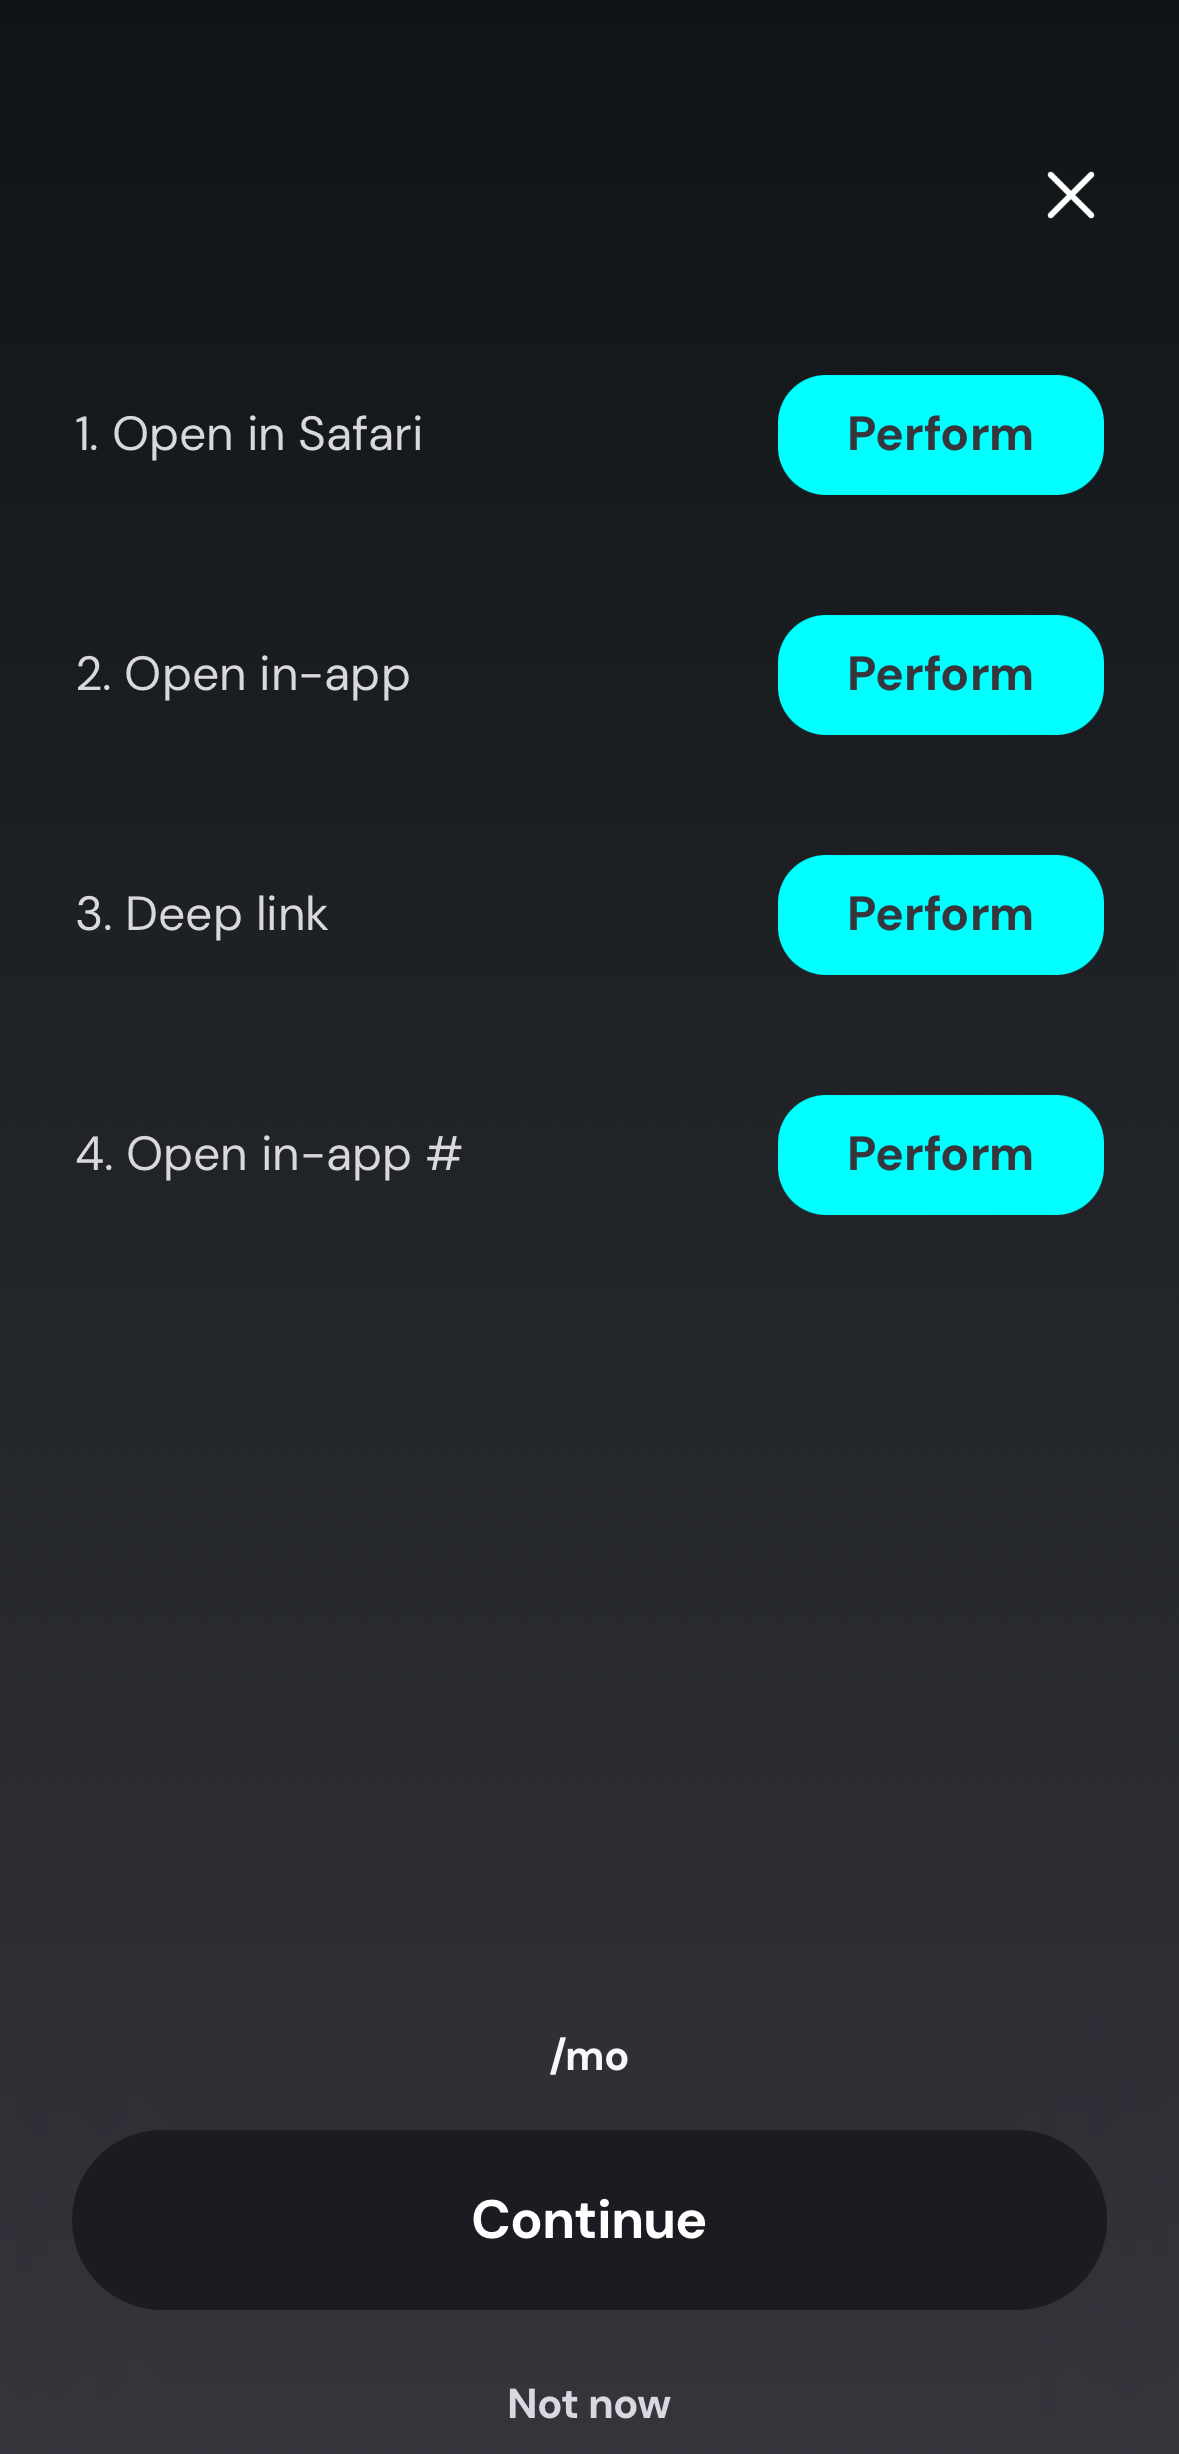 1. Open in Safari Perform
2. Open in-app Perform
3. Deep link Perform
4. Open in-app # Perform
/mo
Continue
Not now